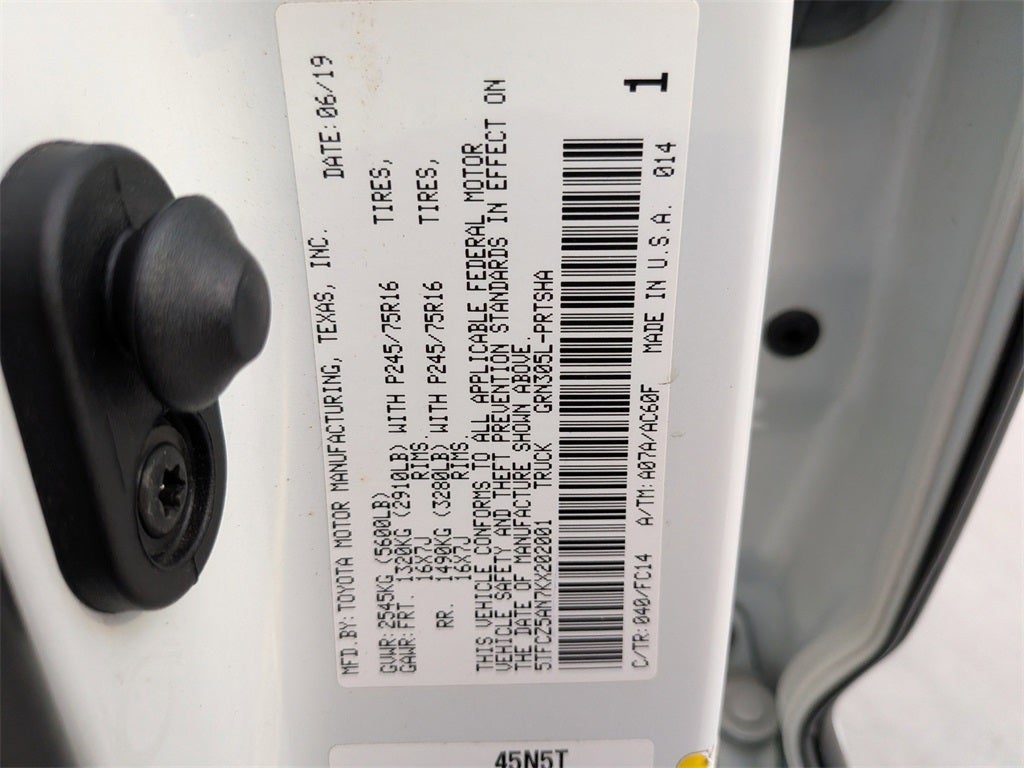 MFD.BY:TOYOTA MOTOR MANUFACTURING, TEXAS, INC. DATE:06/19
GVWR:2545KG (5600LB)
GAWR:FRT. 1320KG (2910LB) WITH P245/75R16 TIRES,
16X7J RIMS.
RR. 1490KG (3280LB) WITH P245/75R16 TIRES,
16X7J RIMS.
THIS VEHICLE CONFORMS TO ALL APPLICABLE FEDERAL MOTOR
VEHICLE SAFETY AND THEFT PREVENTION STANDARDS IN EFFECT ON
THE DATE OF MANUFACTURE SHOWN ABOVE.
5TFCZ5AN7KX202001 TRUCK GRN305L-PRTSHA
1
C/TR:040/FC14 A/TM:A07A/AC60F MADE IN U.S.A. 014
45N5T